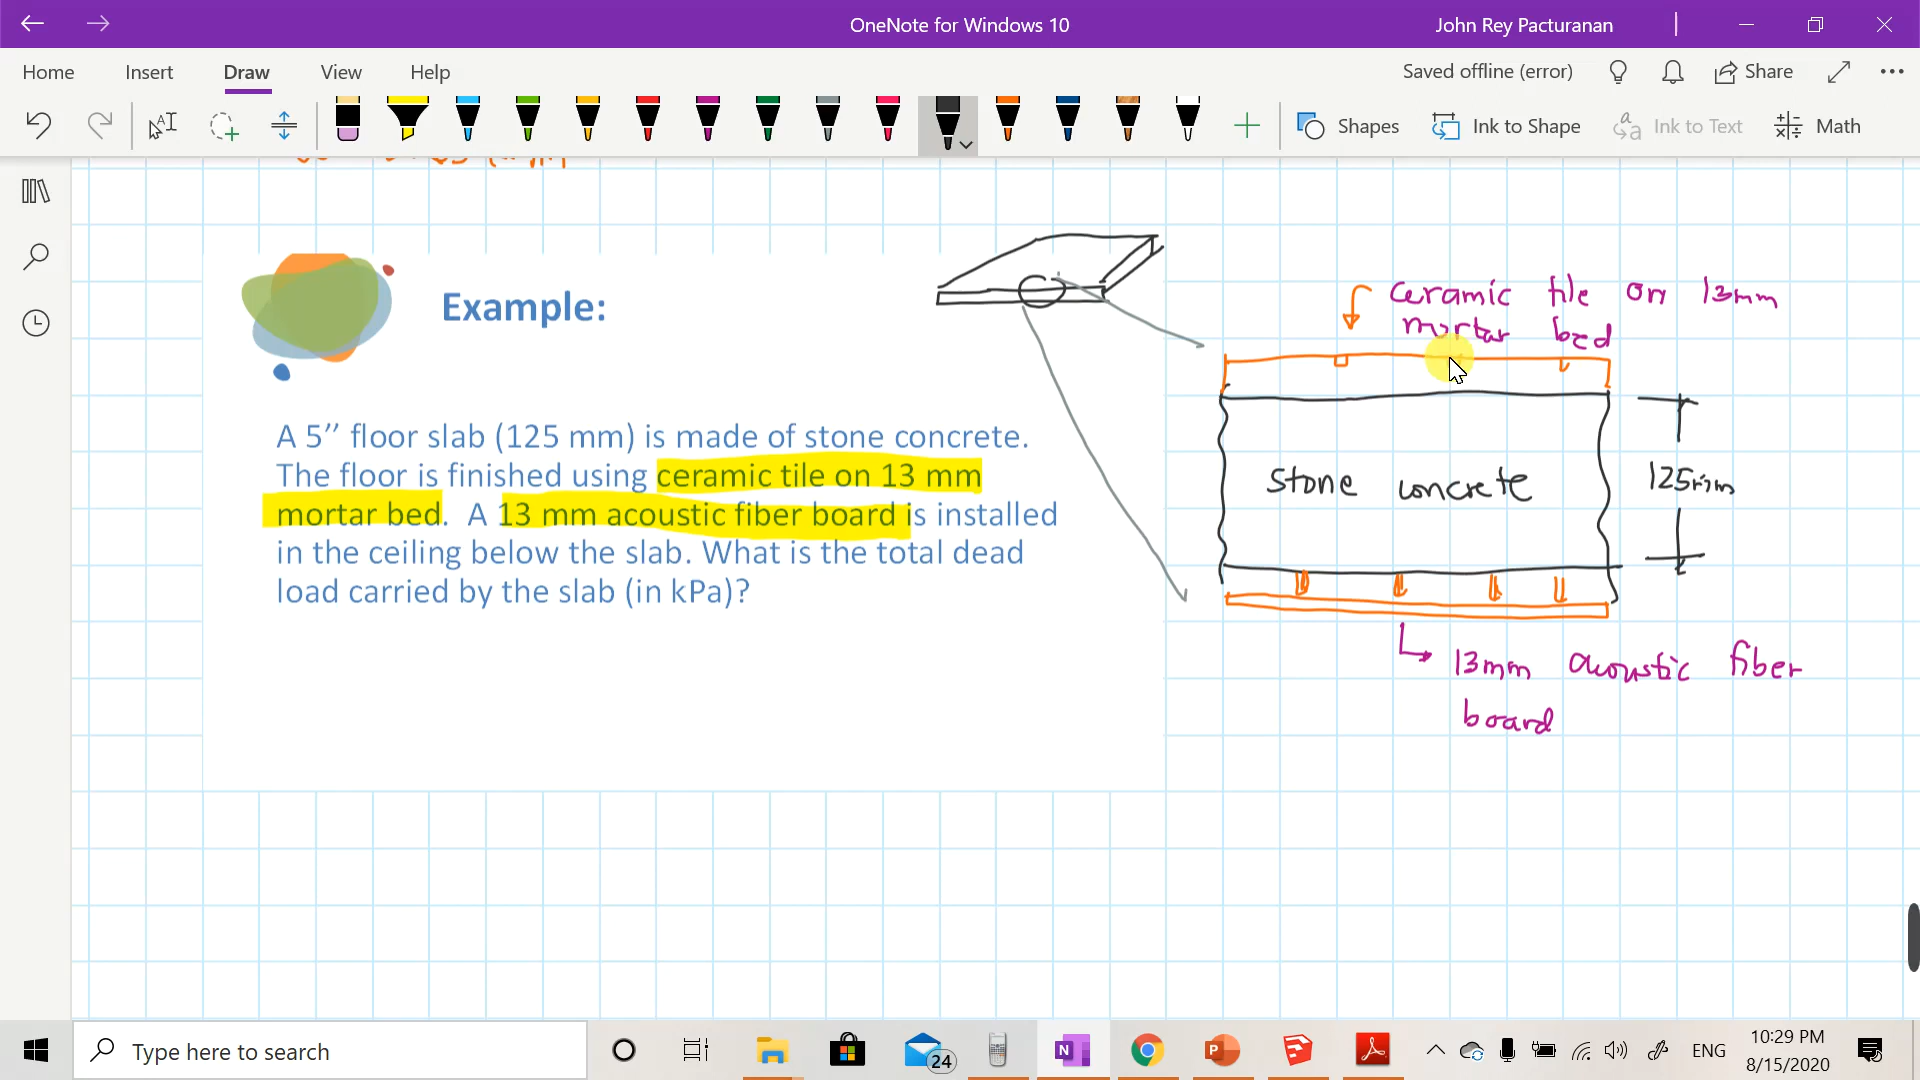 OneNote for Windows 10
John Rey Pacturanan
Home Insert Draw View Help
Saved offline (error) Share
Shapes Ink to Shape Ink to Text Math
Example:
A 5” floor slab (125 mm) is made of stone concrete.
The floor is finished using ceramic tile on 13 mm
mortar bed. A 13 mm acoustic fiber board is installed
in the ceiling below the slab. What is the total dead
load carried by the slab (in kPa)?
ceramic tile on 13mm
mortar bed
stone concrete
125mm
13mm acoustic fiber
board
Type here to search
24
ENG
10:29 PM
8/15/2020